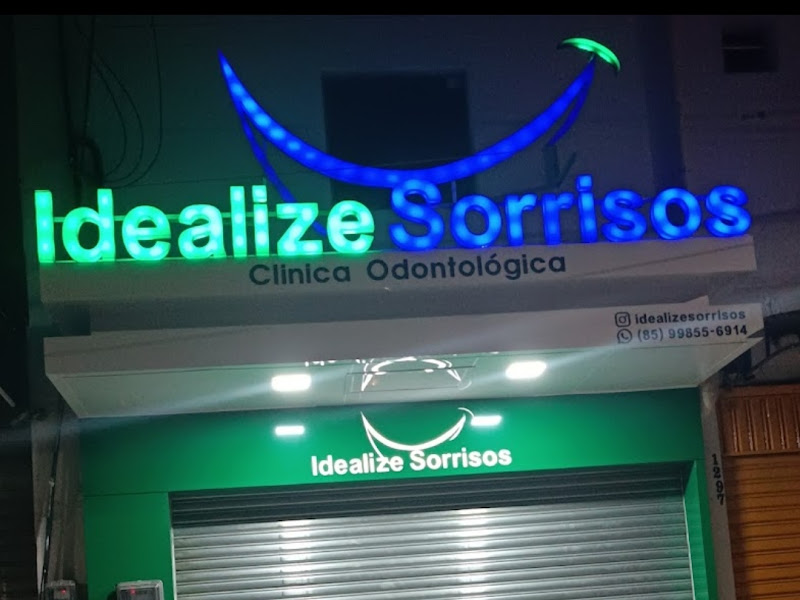 Idealize Sorrisos
Clinica Odontológica
idealizesorrisos
(85) 99855-6914
Idealize Sorrisos
1297